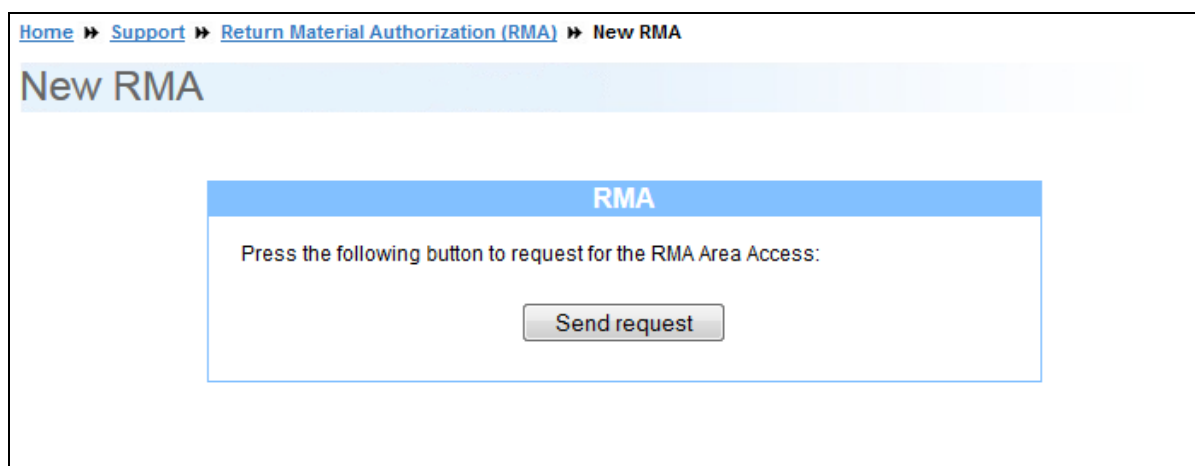 Home » Support » Return Material Authorization (RMA) » New RMA
New RMA
RMA
Press the following button to request for the RMA Area Access:
Send request